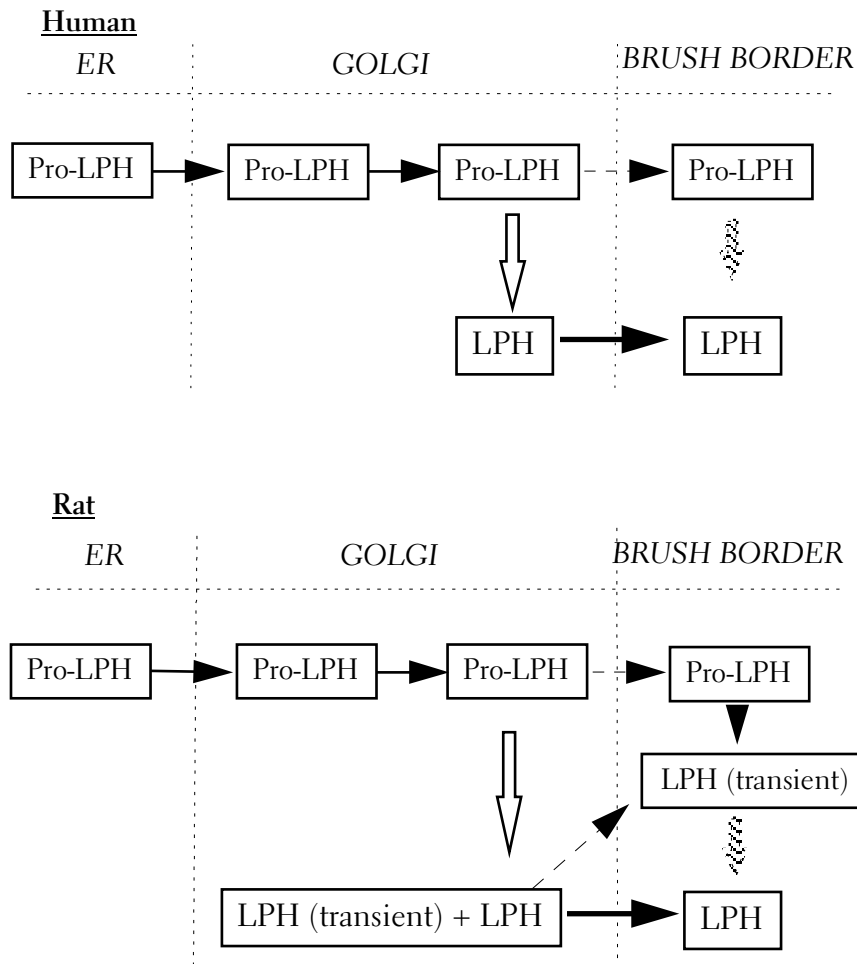 Human
ER GOLGI BRUSH BORDER
Pro-LPH Pro-LPH Pro-LPH Pro-LPH
LPH LPH
Rat
ER GOLGI BRUSH BORDER
Pro-LPH Pro-LPH Pro-LPH Pro-LPH
LPH (transient)
LPH (transient) + LPH LPH